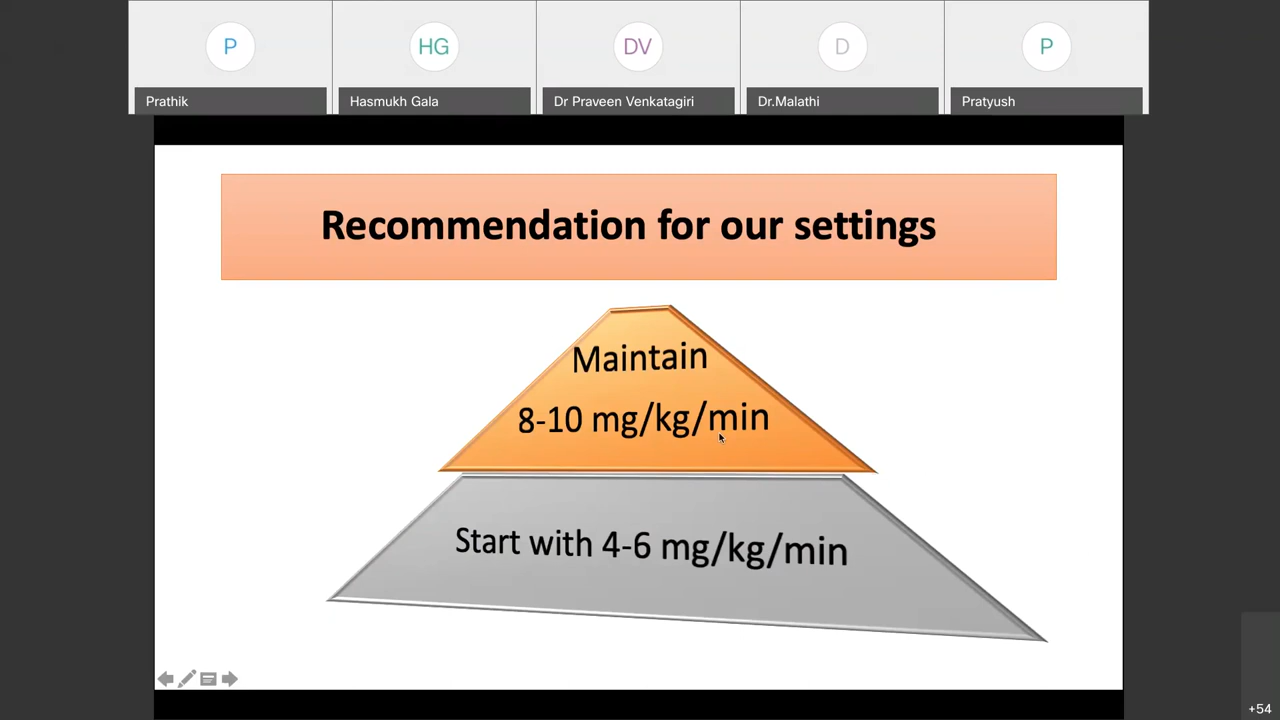 P
HG
DV
D
P
Prathik
Hasmukh Gala
Dr Praveen Venkatagiri
Dr.Malathi
Pratyush
Recommendation for our settings
Maintain
8-10 mg/kg/min
Start with 4-6 mg/kg/min
+54